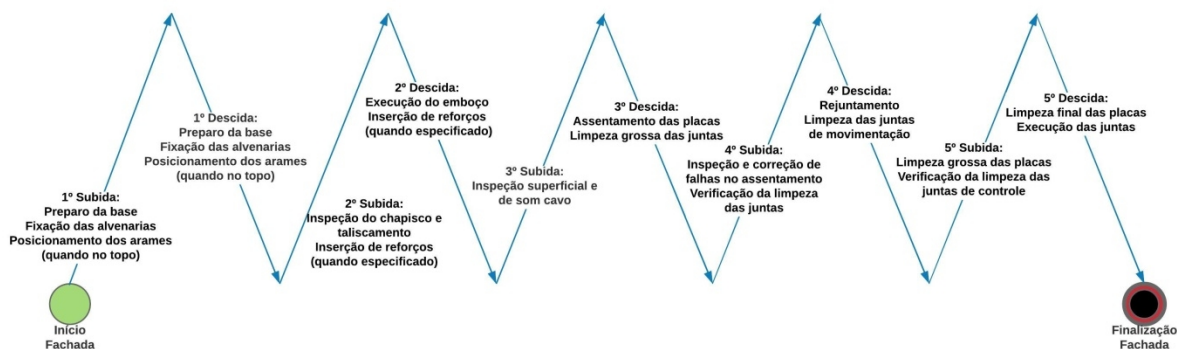 1º Subida:
Preparo da base
Fixação das alvenarias
Posicionamento dos arames
(quando no topo)
1º Descida:
Preparo da base
Fixação das alvenarias
Posicionamento dos arames
(quando no topo)
2º Subida:
Inspeção do chapisco e
taliscamento
Inserção de reforços
(quando especificado)
2º Descida:
Execução do emboço
Inserção de reforços
(quando especificado)
3º Subida:
Inspeção superficial e
de som cavo
3º Descida:
Assentamento das placas
Limpeza grossa das juntas
4º Subida:
Inspeção e correção de
falhas no assentamento
Verificação da limpeza
das juntas
4º Descida:
Rejuntamento
Limpeza das juntas
de movimentação
5º Subida:
Limpeza grossa das placas
Verificação da limpeza das
juntas de controle
5º Descida:
Limpeza final das placas
Execução das juntas
Início
Fachada
Finalização
Fachada